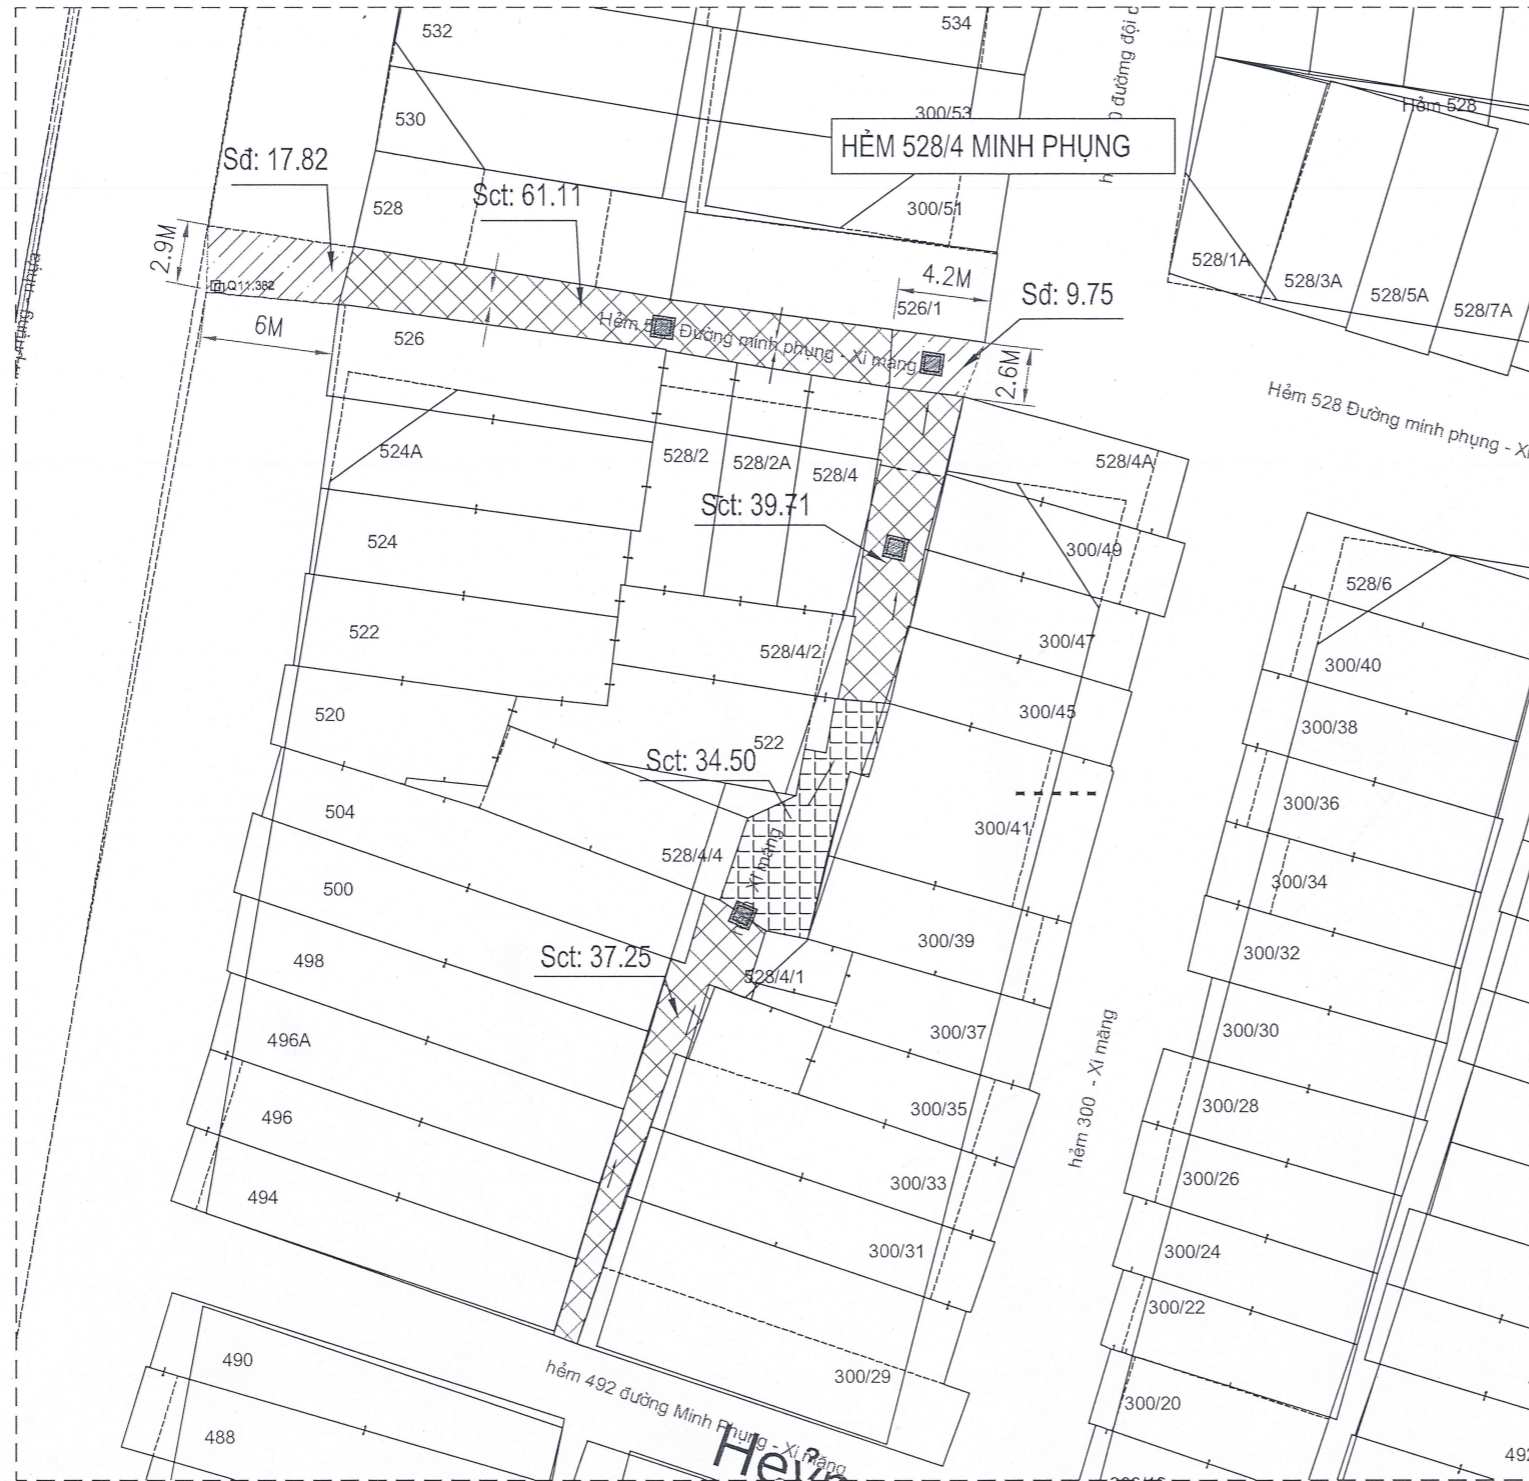 532
534
530
300/53
Hẻm 528
HẺM 528/4 MINH PHỤNG
Sđ: 17.82
Sct: 61.11
528
300/51
2.9M
Q11.382
528/1A
528/3A
528/5A
528/7A
4.2M
526/1
Sđ: 9.75
6M
526
Đường minh phụng - Xi măng
2.6M
Hẻm 528 Đường minh phụng - Xi
524A
528/2
528/2A
528/4
528/4A
Sct: 39.71
524
300/49
528/6
522
528/4/2
300/47
300/40
520
522
300/45
300/38
Sct: 34.50
504
300/41
300/36
528/4/4
Xi măng
500
300/34
300/39
300/32
Sct: 37.25
498
528/4/1
496A
300/37
300/30
hẻm 300 - Xi măng
300/35
300/28
496
300/33
300/26
494
300/31
300/24
300/22
490
hẻm 492 đường Minh Phụng - Xi măng
300/29
300/20
488